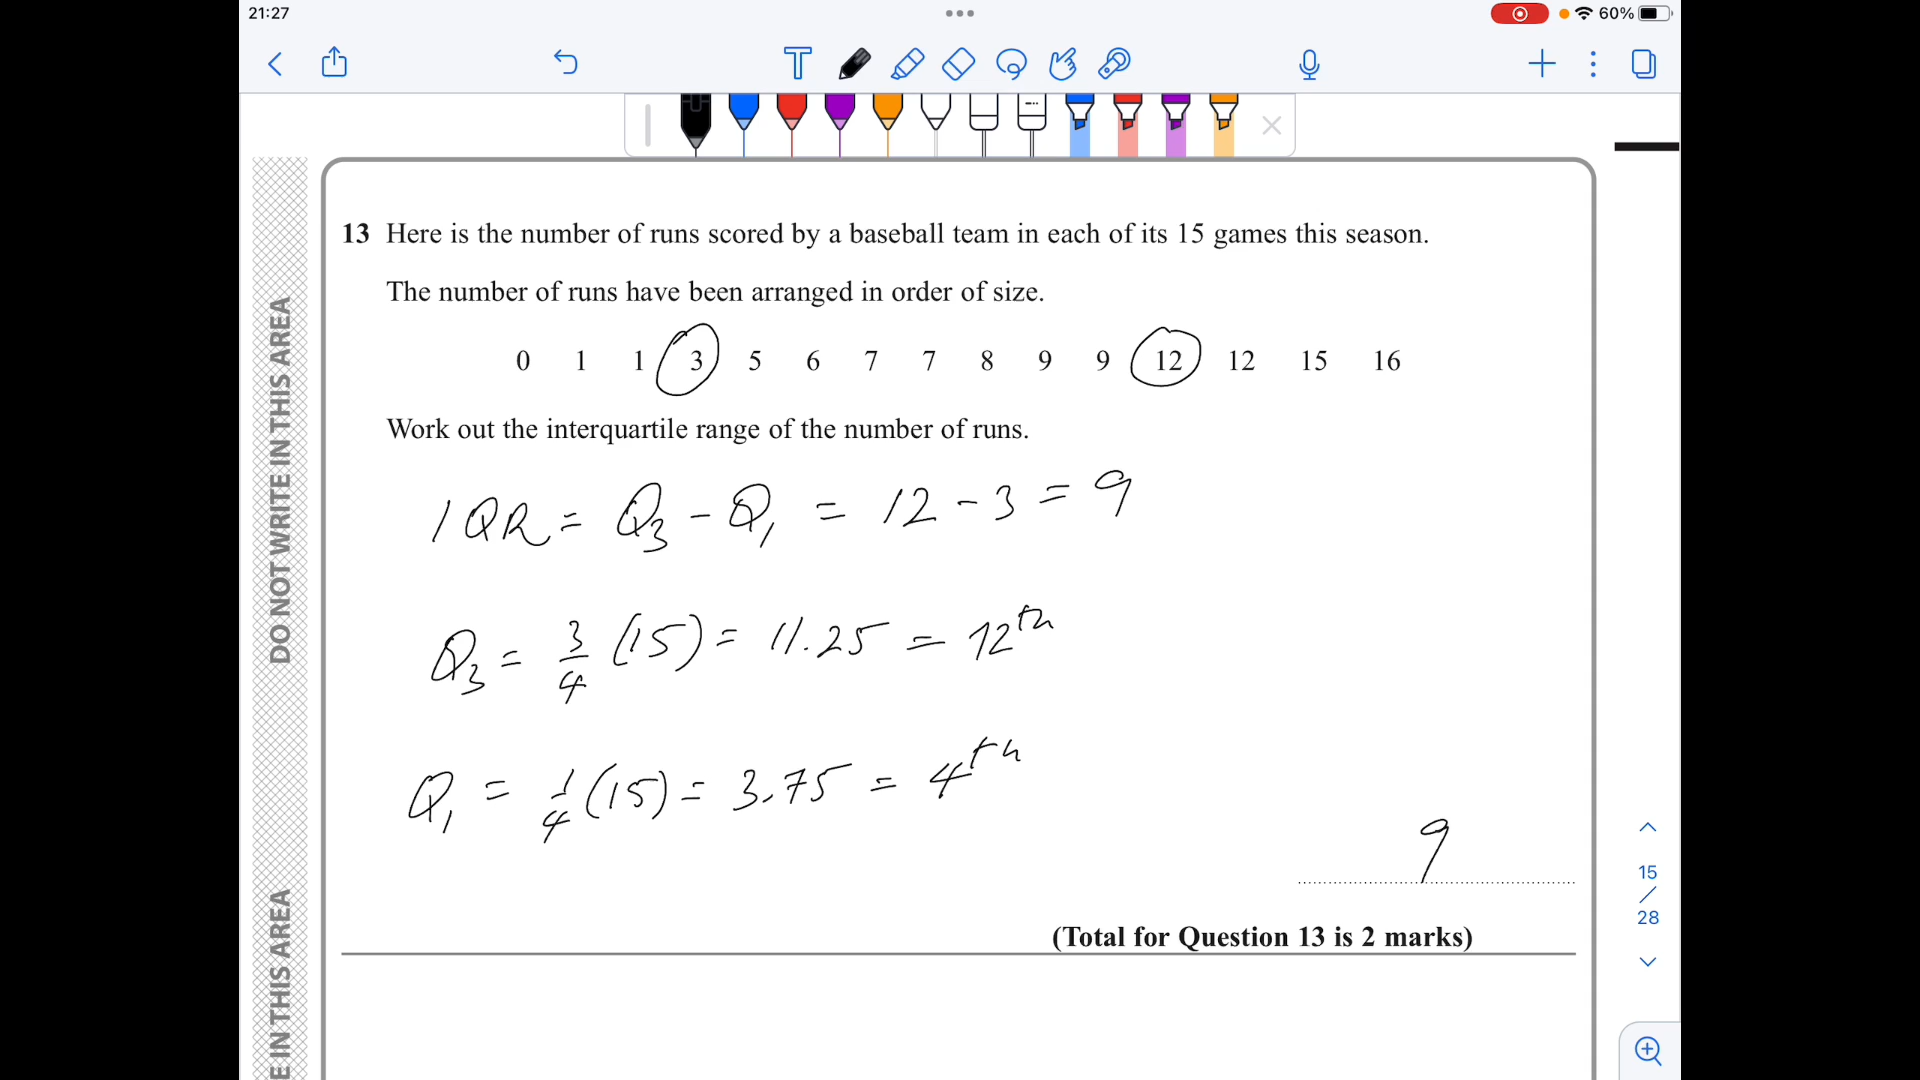 21:27
60%
T
13 Here is the number of runs scored by a baseball team in each of its 15 games this season.
The number of runs have been arranged in order of size.
0 1 1 3 5 6 7 7 8 9 9 12 12 15 16
Work out the interquartile range of the number of runs.
IQR = Q₃ - Q₁ = 12 - 3 = 9
Q₃ = 3/4 (15) = 11.25 = 12th
Q₁ = 1/4 (15) = 3.75 = 4th
9
(Total for Question 13 is 2 marks)
DO NOT WRITE IN THIS AREA
E IN THIS AREA
15
/
28